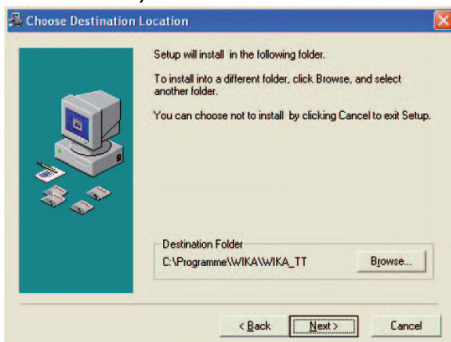 Choose Destination Location
Setup will install in the following folder.
To install into a different folder, click Browse, and select
another folder.
You can choose not to install by clicking Cancel to exit Setup.
Destination Folder
C:\Programme\WIKA\WIKA_TT
Browse...
< Back
Next >
Cancel